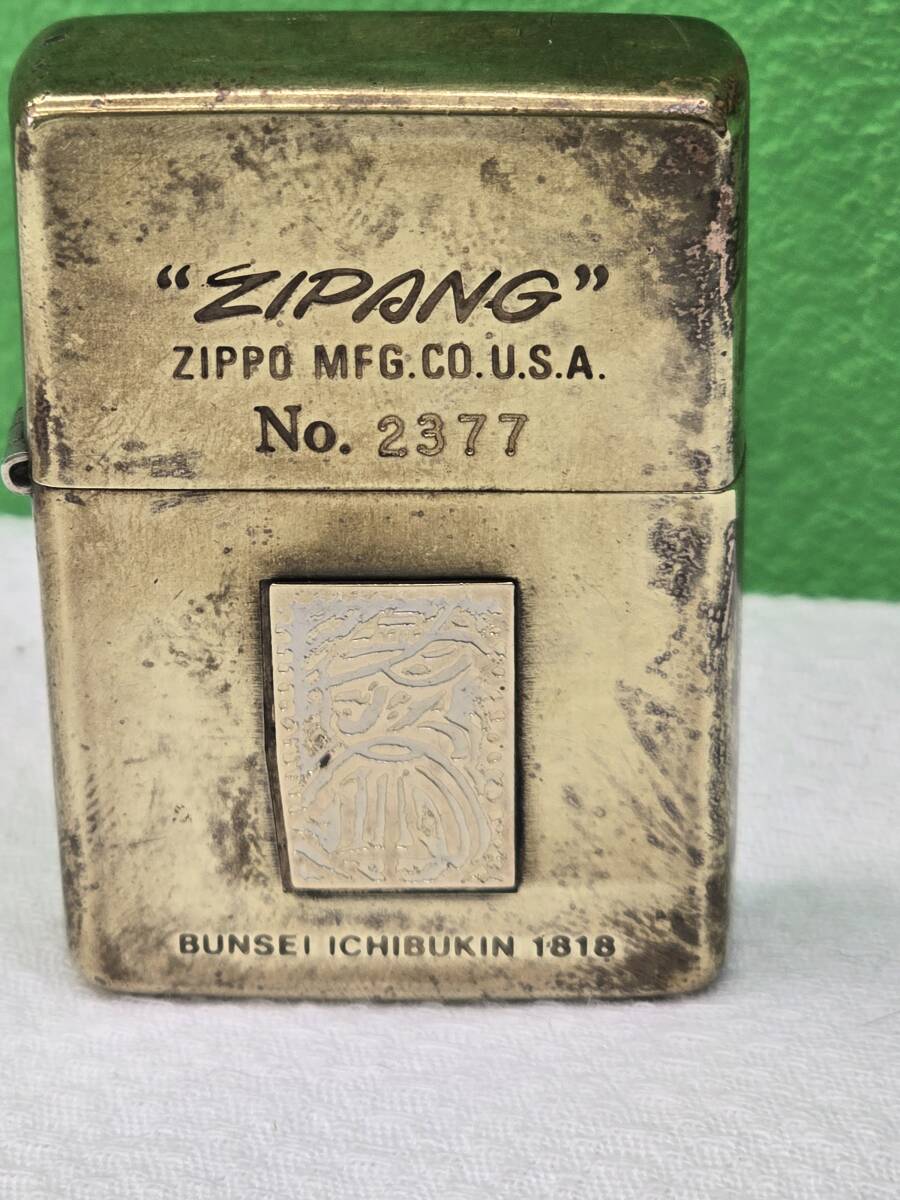 “ZIPANG”
ZIPPO MFG.CO.U.S.A.
No. 2377
BUNSEI ICHIBUKIN 1818